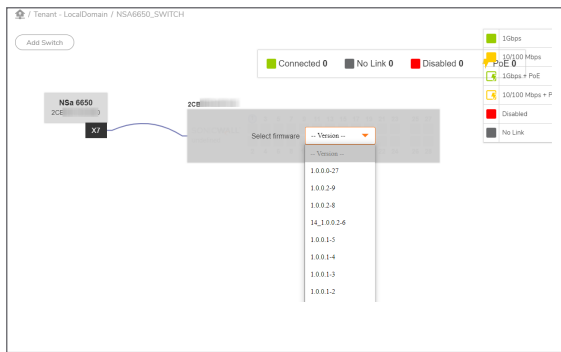 / Tenant - LocalDomain / NSA6650_SWITCH
Add Switch
Connected 0 No Link 0 Disabled 0 PoE 0
1Gbps
10/100 Mbps
1Gbps + PoE
10/100 Mbps + P
Disabled
No Link
NSa 6650
2CE
X7
2CB
Select firmware
-- Version --
-- Version --
1.0.0.0-27
1.0.0.2-9
1.0.0.2-8
14_1.0.0.2-6
1.0.0.1-5
1.0.0.1-4
1.0.0.1-3
1.0.0.1-2